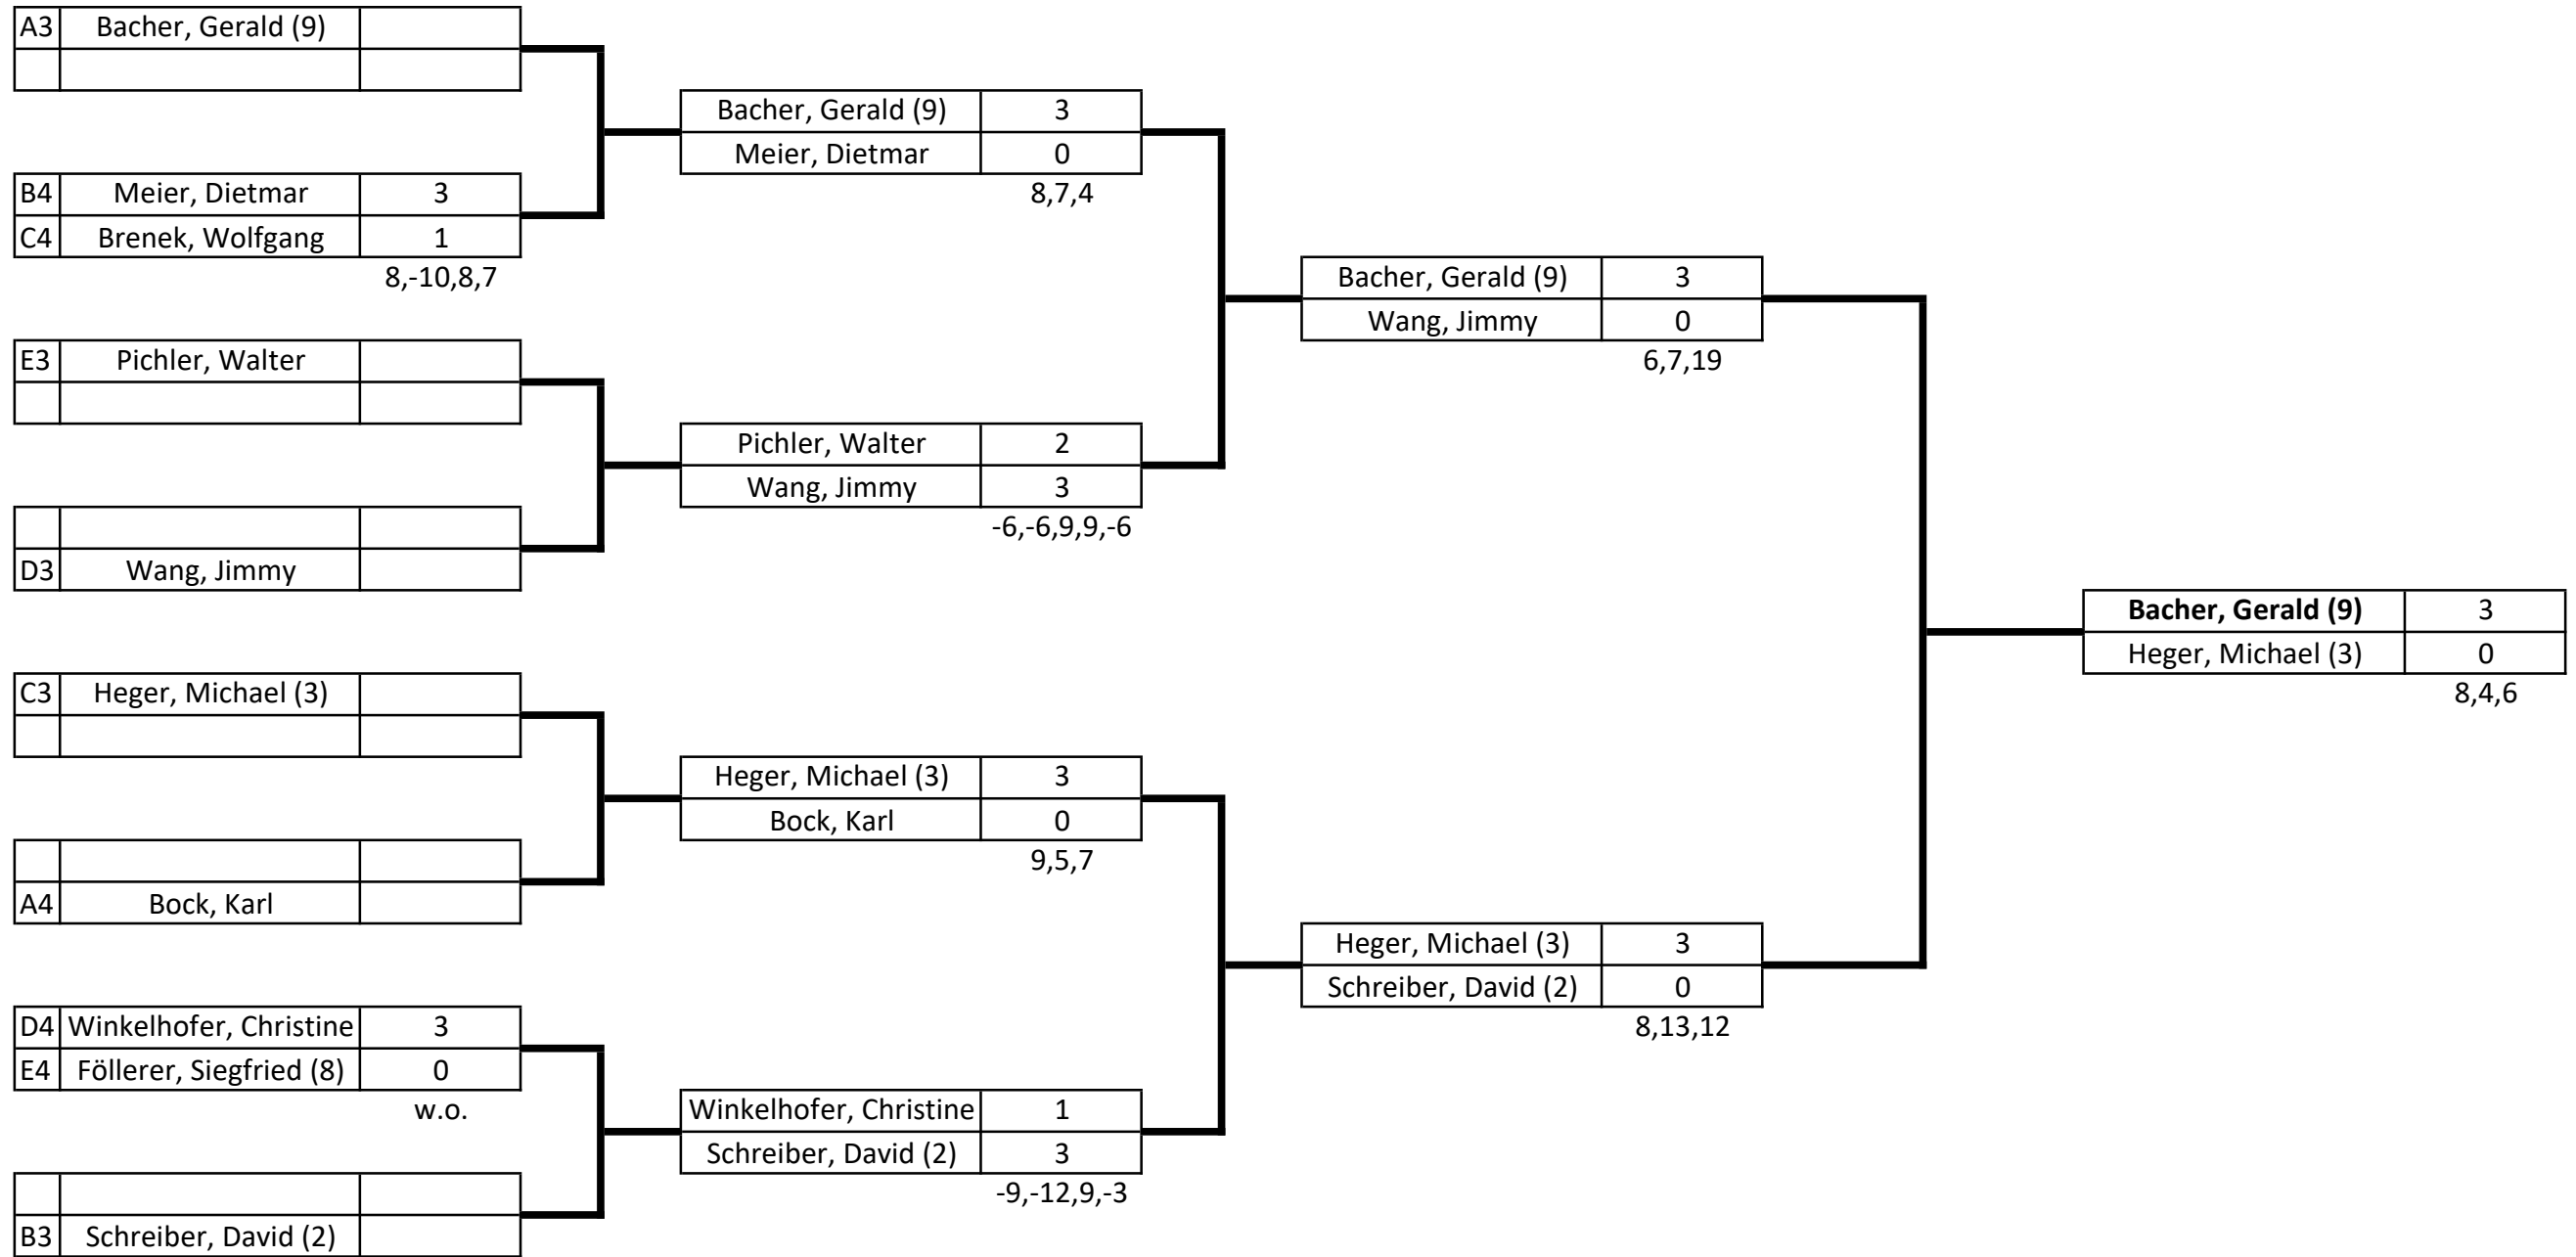 A3 Bacher, Gerald (9)
Bacher, Gerald (9) 3
Meier, Dietmar 0
8,7,4
B4 Meier, Dietmar 3
C4 Brenek, Wolfgang 1
8,-10,8,7
Bacher, Gerald (9) 3
Wang, Jimmy 0
6,7,19
E3 Pichler, Walter
Pichler, Walter 2
Wang, Jimmy 3
-6,-6,9,9,-6
D3 Wang, Jimmy
Bacher, Gerald (9) 3
Heger, Michael (3) 0
8,4,6
C3 Heger, Michael (3)
Heger, Michael (3) 3
Bock, Karl 0
9,5,7
A4 Bock, Karl
Heger, Michael (3) 3
Schreiber, David (2) 0
8,13,12
D4 Winkelhofer, Christine 3
E4 Föllerer, Siegfried (8) 0
w.o.
Winkelhofer, Christine 1
Schreiber, David (2) 3
-9,-12,9,-3
B3 Schreiber, David (2)